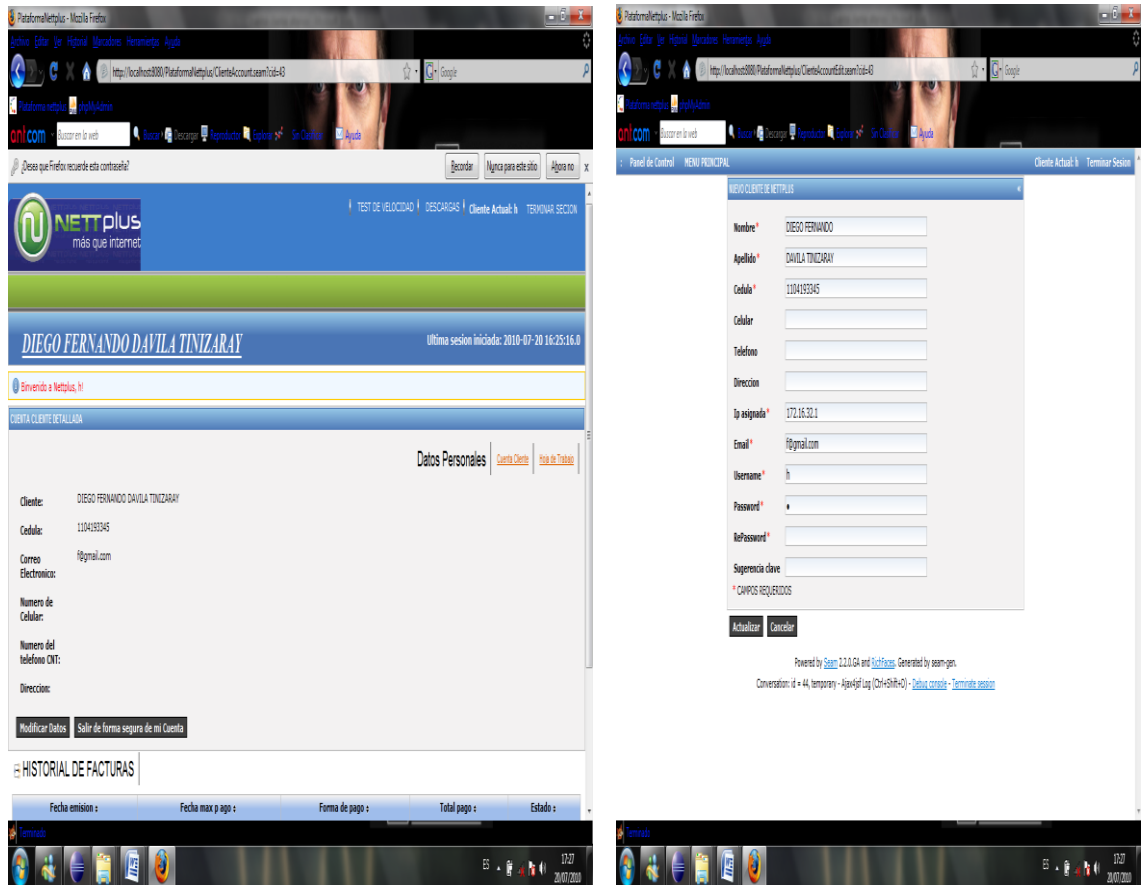 PlataformaNettplus - Mozilla Firefox
Archivo Editar Ver Historial Marcadores Herramientas Ayuda
http://localhost:8080/PlataformaNettplus/ClienteAccount.seam?cid=43
Google
Plataforma nettplus phpMyAdmin
ant.com Buscar en la web Buscar Descargar Reproductor Explorar Sin Clasificar Ayuda
¿Desea que Firefox recuerde esta contraseña? Recordar Nunca para este sitio Ahora no x
NETTplus
más que internet
TEST DE VELOCIDAD DESCARGAS Cliente Actual: h TERMINAR SECION
DIEGO FERNANDO DAVILA TINIZARAY
Ultima sesion iniciada: 2010-07-20 16:25:16.0
Binvenido a Nettplus, h!
CUENTA CLIENTE DETALLADA
Datos Personales Cuenta Cliente Hoja de Trabajo
Cliente: DIEGO FERNANDO DAVILA TINIZARAY
Cedula: 1104193345
Correo Electronico: f@gmail.com
Numero de Celular:
Numero del telefono CNT:
Direccion:
Modificar Datos Salir de forma segura de mi Cuenta
HISTORIAL DE FACTURAS
Fecha emision : Fecha max p ago : Forma de pago : Total pago : Estado :
Terminado
ES 17:27
20/07/2010
PlataformaNettplus - Mozilla Firefox
Archivo Editar Ver Historial Marcadores Herramientas Ayuda
http://localhost:8080/PlataformaNettplus/ClienteAccountEdit.seam?cid=43
Google
Plataforma nettplus phpMyAdmin
ant.com Buscar en la web Buscar Descargar Reproductor Explorar Sin Clasificar Ayuda
: Panel de Control MENU PRINCIPAL Cliente Actual: h Terminar Sesion
NUEVO CLIENTE DE NETTPLUS «
Nombre * DIEGO FERNANDO
Apellido * DAVILA TINIZARAY
Cedula * 1104193345
Celular
Telefono
Direccion
Ip asignada * 172.16.32.1
Email * f@gmail.com
Username * h
Password * •
RePassword *
Sugerencia clave
* CAMPOS REQUERIDOS
Actualizar Cancelar
Powered by Seam 2.2.0.GA and RichFaces. Generated by seam-gen.
Conversation: id = 44, temporary - Ajax4jsf Log (Ctrl+Shift+D) - Debug console - Terminate session
Terminado
ES 17:27
20/07/2010